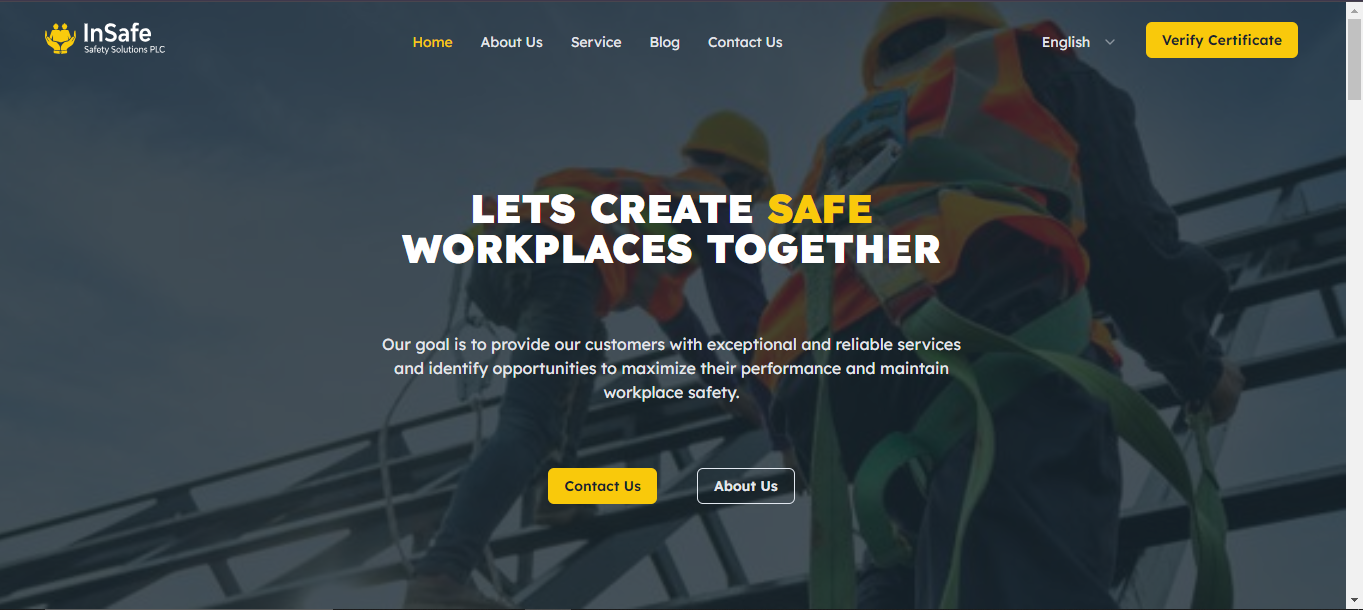 InSafe
Safety Solutions PLC
Home
About Us
Service
Blog
Contact Us
English
Verify Certificate
LETS CREATE SAFE
WORKPLACES TOGETHER
Our goal is to provide our customers with exceptional and reliable services
and identify opportunities to maximize their performance and maintain
workplace safety.
Contact Us
About Us